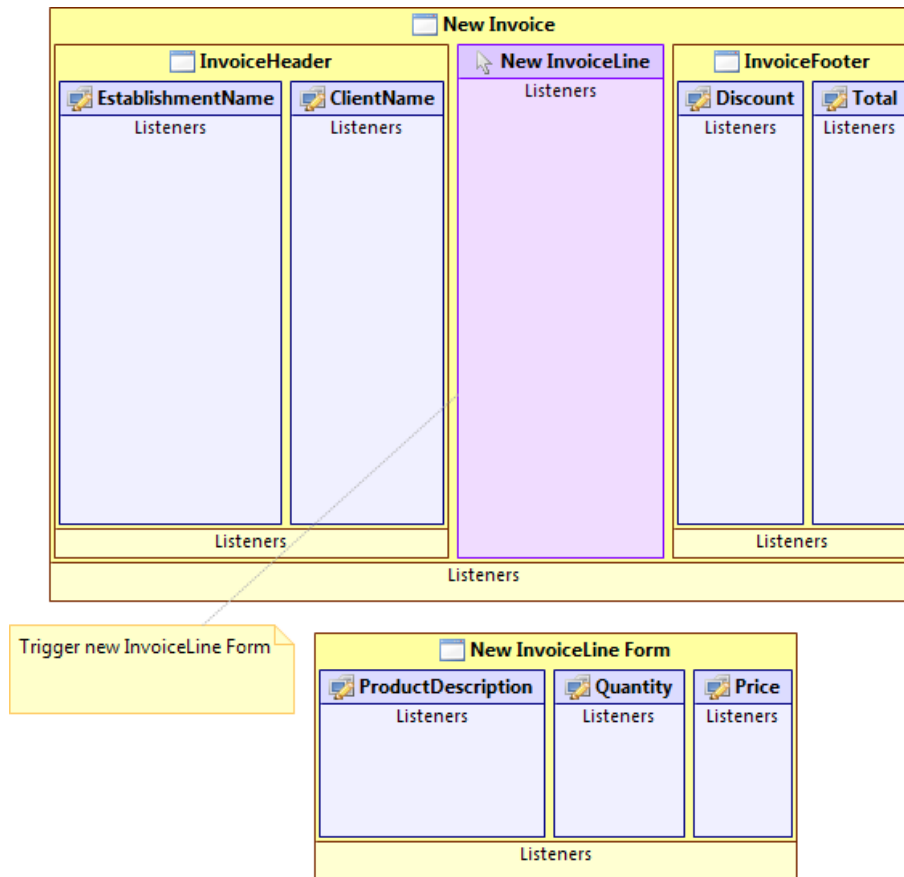 New Invoice
InvoiceHeader
New InvoiceLine
InvoiceFooter
EstablishmentName
ClientName
Listeners
Discount
Total
Listeners
Listeners
Listeners
Listeners
Listeners
Listeners
Listeners
Trigger new InvoiceLine Form
New InvoiceLine Form
ProductDescription
Quantity
Price
Listeners
Listeners
Listeners
Listeners